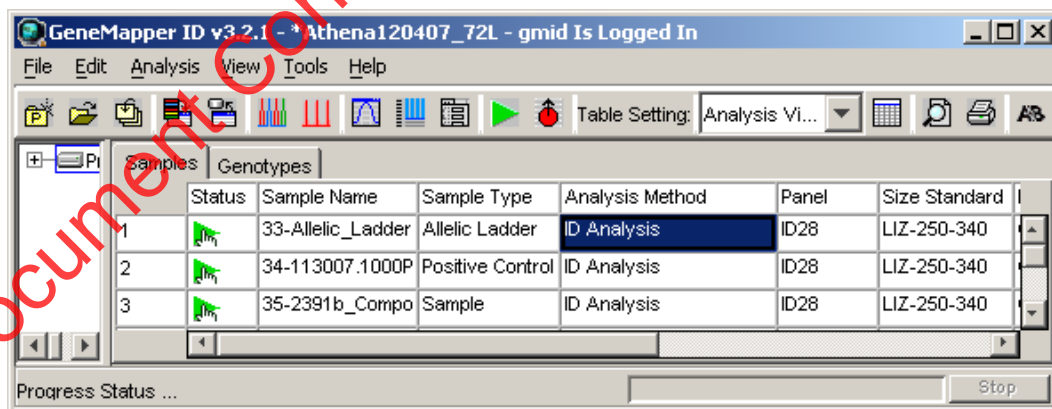 GeneMapper ID v3.2.1 - *Athena120407_72L - gmid Is Logged In
File Edit Analysis View Tools Help
Table Setting: Analysis Vi...
Samples Genotypes
Status Sample Name Sample Type Analysis Method Panel Size Standard
1 33-Allelic_Ladder Allelic Ladder ID Analysis ID28 LIZ-250-340
2 34-113007.1000P Positive Control ID Analysis ID28 LIZ-250-340
3 35-2391b_Compo Sample ID Analysis ID28 LIZ-250-340
Progress Status ... Stop